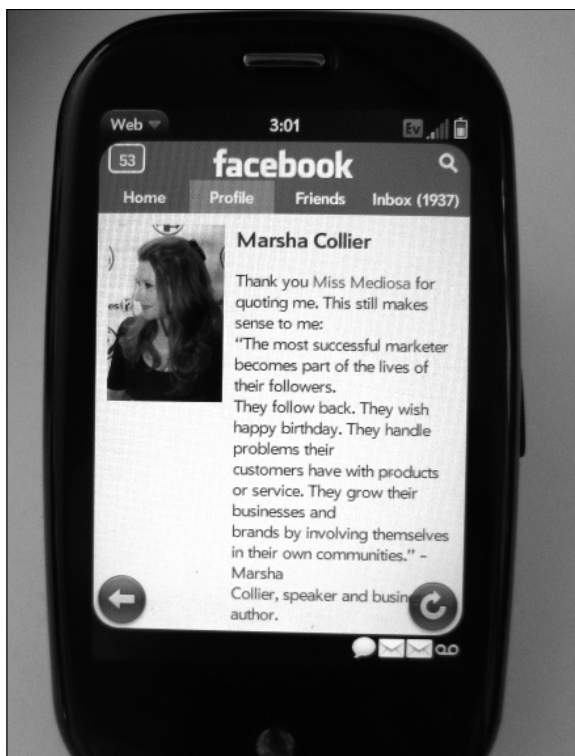 Web
3:01
Ev
53
facebook
Home Profile Friends Inbox (1937)
Marsha Collier
Thank you Miss Mediosa for
quoting me. This still makes
sense to me:
“The most successful marketer
becomes part of the lives of
their followers.
They follow back. They wish
happy birthday. They handle
problems their
customers have with products
or service. They grow their
businesses and
brands by involving themselves
in their own communities.” –
Marsha
Collier, speaker and busin
author.